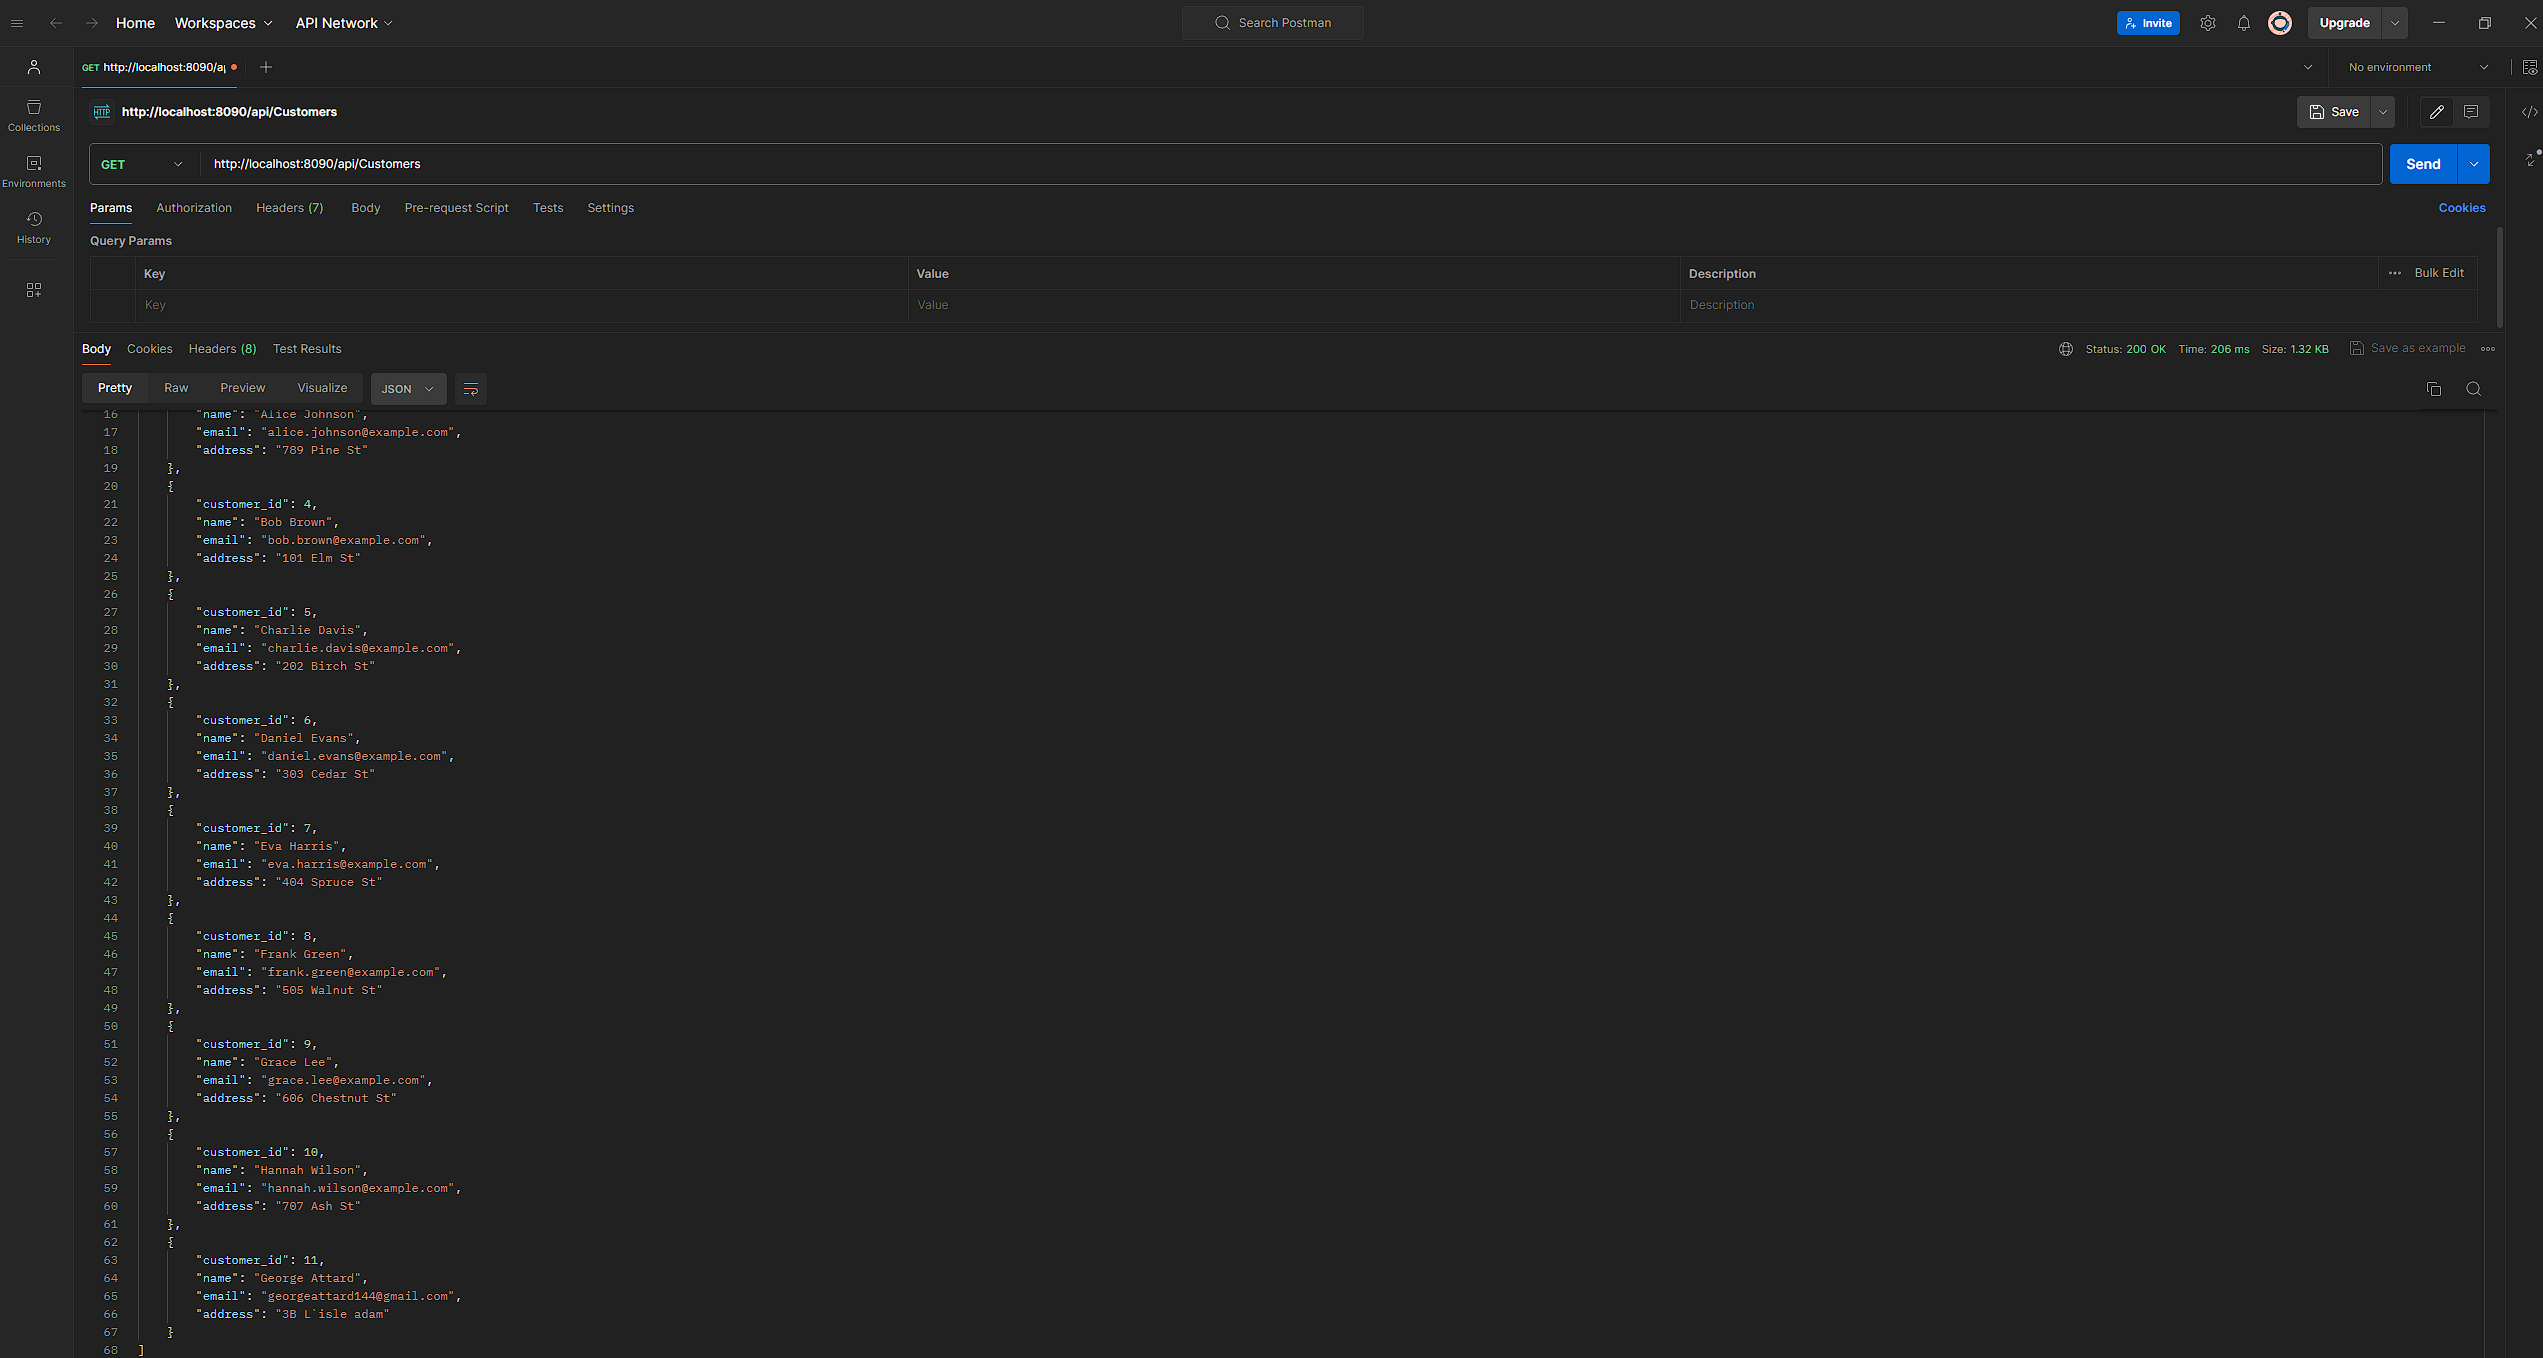 Home Workspaces API Network Search Postman Invite Upgrade
GET http://localhost:8090/a No environment
HTTP http://localhost:8090/api/Customers Save
Collections
GET http://localhost:8090/api/Customers Send
Environments
Params Authorization Headers (7) Body Pre-request Script Tests Settings Cookies
History
Query Params
Key Value Description Bulk Edit
Key Value Description
Body Cookies Headers (8) Test Results Status: 200 OK Time: 206 ms Size: 1.32 KB Save as example
Pretty Raw Preview Visualize JSON
16 "name": "Alice Johnson",
17 "email": "alice.johnson@example.com",
18 "address": "789 Pine St"
19 },
20 {
21 "customer_id": 4,
22 "name": "Bob Brown",
23 "email": "bob.brown@example.com",
24 "address": "101 Elm St"
25 },
26 {
27 "customer_id": 5,
28 "name": "Charlie Davis",
29 "email": "charlie.davis@example.com",
30 "address": "202 Birch St"
31 },
32 {
33 "customer_id": 6,
34 "name": "Daniel Evans",
35 "email": "daniel.evans@example.com",
36 "address": "303 Cedar St"
37 },
38 {
39 "customer_id": 7,
40 "name": "Eva Harris",
41 "email": "eva.harris@example.com",
42 "address": "404 Spruce St"
43 },
44 {
45 "customer_id": 8,
46 "name": "Frank Green",
47 "email": "frank.green@example.com",
48 "address": "505 Walnut St"
49 },
50 {
51 "customer_id": 9,
52 "name": "Grace Lee",
53 "email": "grace.lee@example.com",
54 "address": "606 Chestnut St"
55 },
56 {
57 "customer_id": 10,
58 "name": "Hannah Wilson",
59 "email": "hannah.wilson@example.com",
60 "address": "707 Ash St"
61 },
62 {
63 "customer_id": 11,
64 "name": "George Attard",
65 "email": "georgeattard144@gmail.com",
66 "address": "3B L`isle adam"
67 }
68 ]